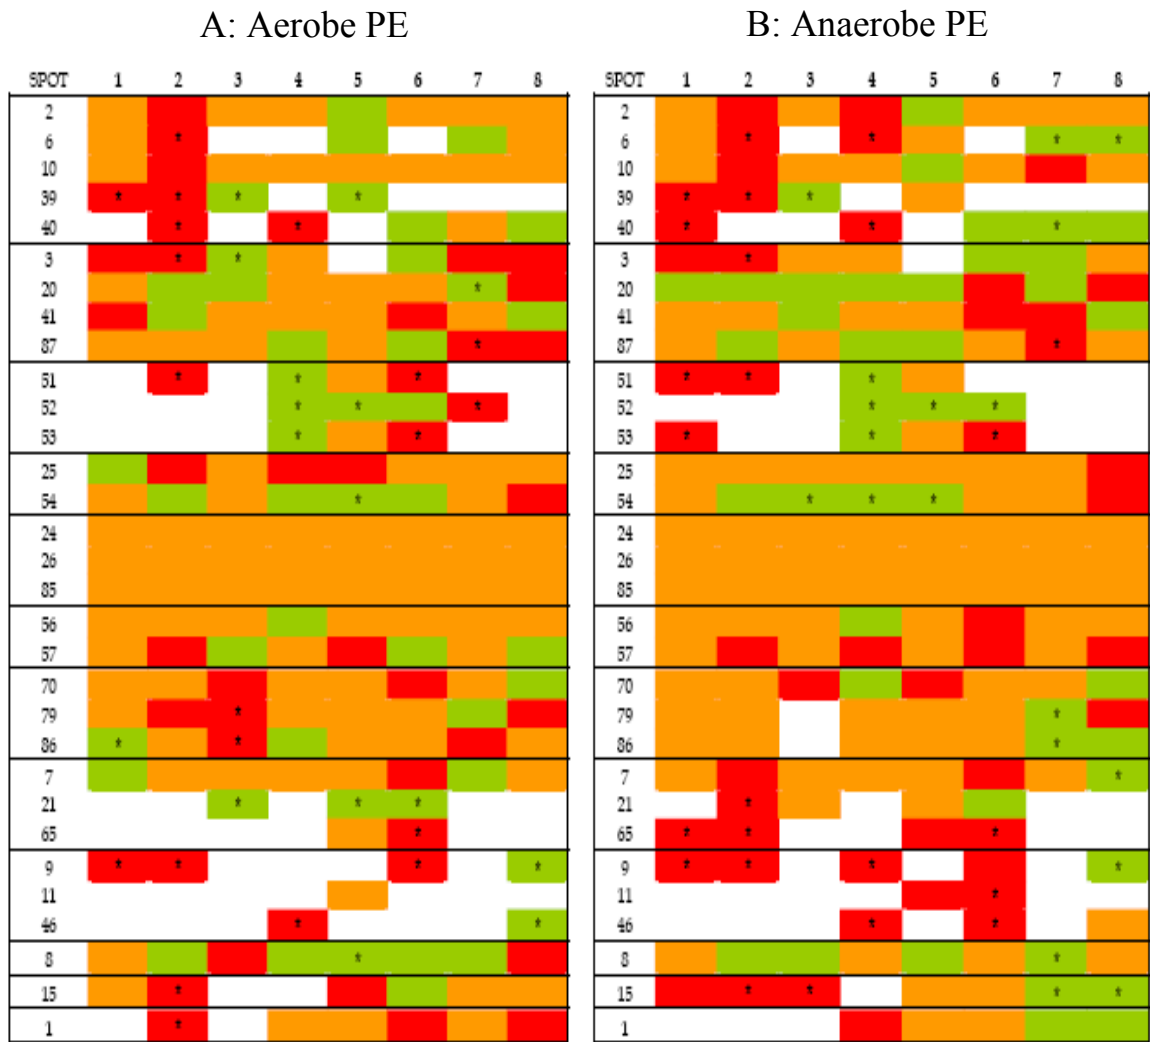 A: Aerobe PE
SPOT 1 2 3 4 5 6 7 8
2
6 *
10
39 * * * *
40 * *
3 * *
20 *
41
87 *
51 * * *
52 * * *
53 * *
25
54 *
24
26
85
56
57
70
79 *
86 * *
7
21 * * *
65 *
9 * * * *
11
46 * *
8 *
15 *
1 *
B: Anaerobe PE
SPOT 1 2 3 4 5 6 7 8
2
6 * * * *
10
39 * * *
40 * * *
3 *
20
41
87 *
51 * * *
52 * * *
53 * * *
25
54 * * *
24
26
85
56
57
70
79 *
86 *
7 *
21 *
65 * * *
9 * * * *
11 *
46 * *
8 *
15 * * * *
1